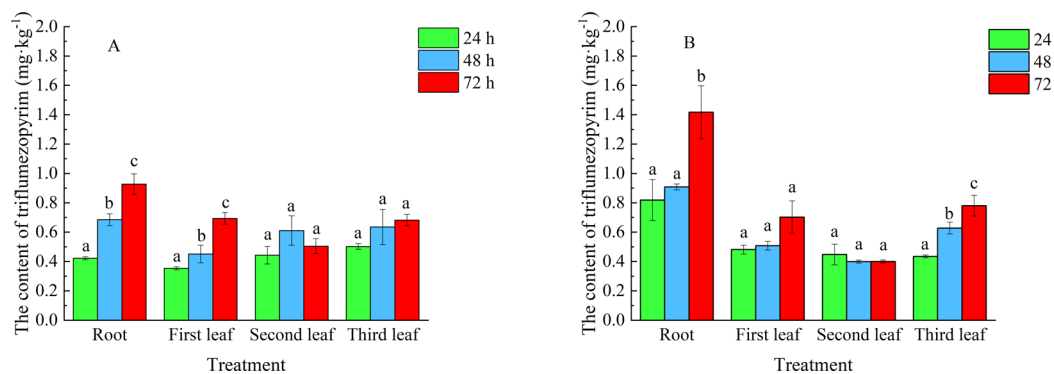 The content of triflumezopyrim (mg·kg⁻¹)
2.0
1.8
1.6
1.4
1.2
1.0
0.8
0.6
0.4
0.2
0.0
A
24 h
48 h
72 h
a b c
a b c
a a a
a a a
Root First leaf Second leaf Third leaf
Treatment
The content of triflumezopyrim (mg·kg⁻¹)
2.0
1.8
1.6
1.4
1.2
1.0
0.8
0.6
0.4
0.2
0.0
B
24
48
72
a a b
a a a
a a a
a b c
Root First leaf Second leaf Third leaf
Treatment